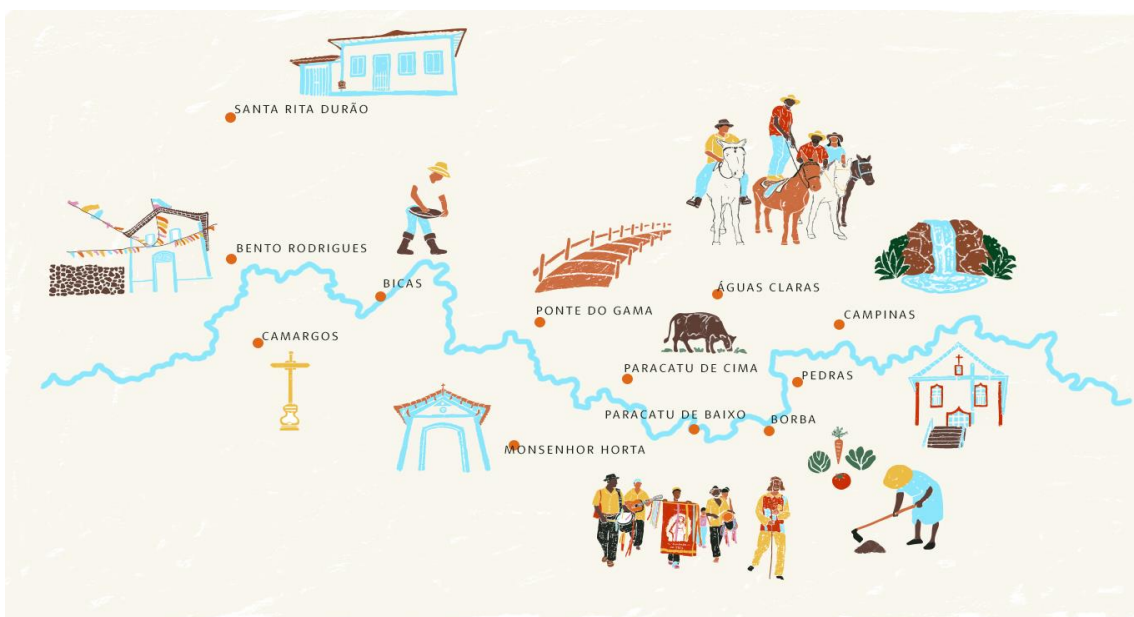 SANTA RITA DURÃO
BENTO RODRIGUES
BICAS
ÁGUAS CLARAS
PONTE DO GAMA
CAMPINAS
CAMARGOS
PARACATU DE CIMA
PEDRAS
PARACATU DE BAIXO
BORBA
MONSENHOR HORTA